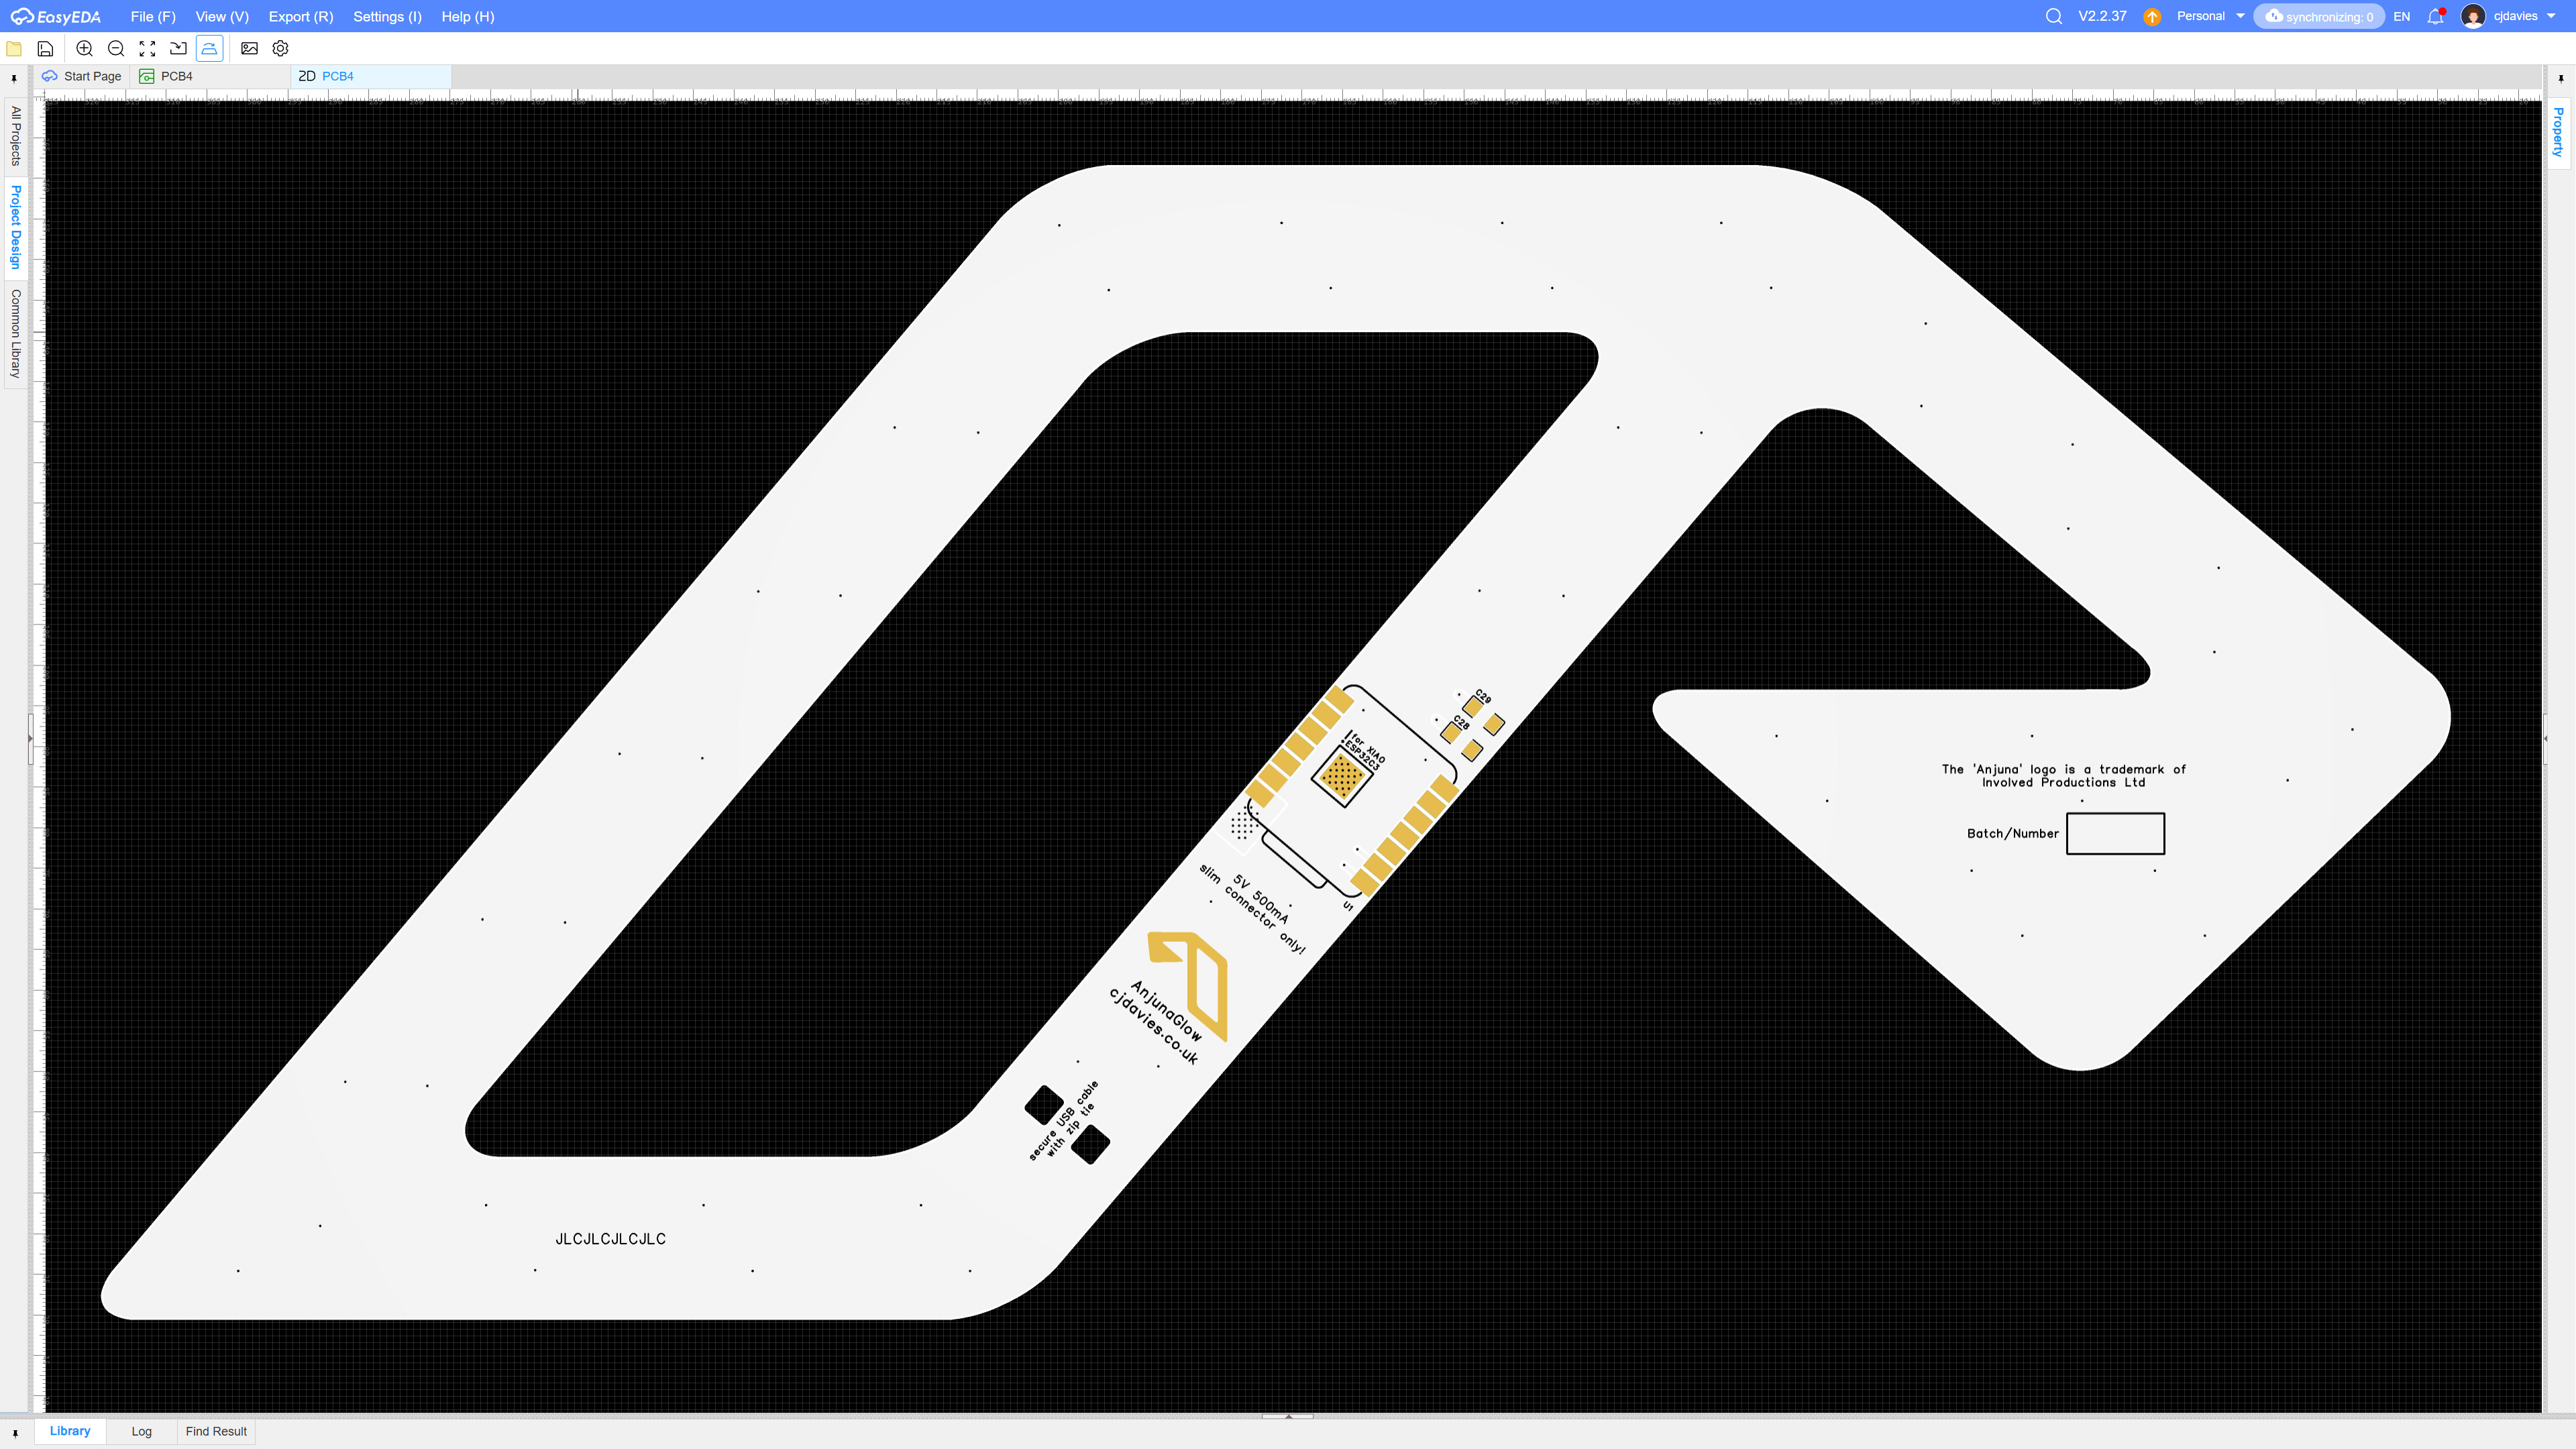 EasyEDA
File (F)
View (V)
Export (R)
Settings (I)
Help (H)
V2.2.37
Personal
synchronizing: 0
EN
cjdavies
Start Page
PCB4
2D PCB4
All Projects
Project Design
Common Library
Property
C29
C28
for XIAO
ESP32C3
U1
5V 500mA
slim connector only!
AnjunaGlow
cjdavies.co.uk
secure USB cable
with zip tie
The 'Anjuna' logo is a trademark of
Involved Productions Ltd
Batch/Number
JLCJLCJLCJLC
Library
Log
Find Result